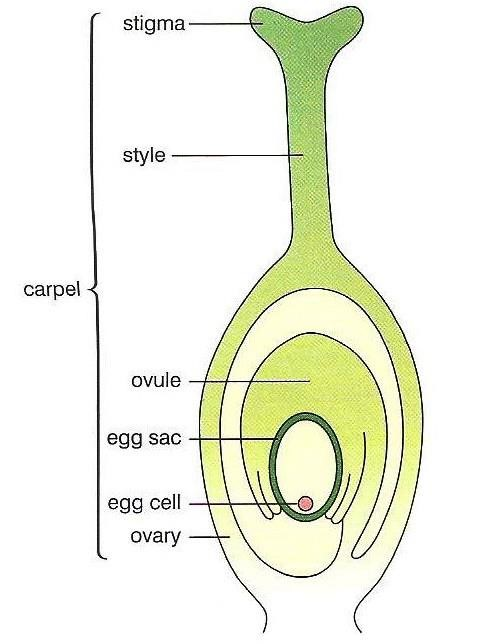 stigma
style
carpel
ovule
egg sac
egg cell
ovary